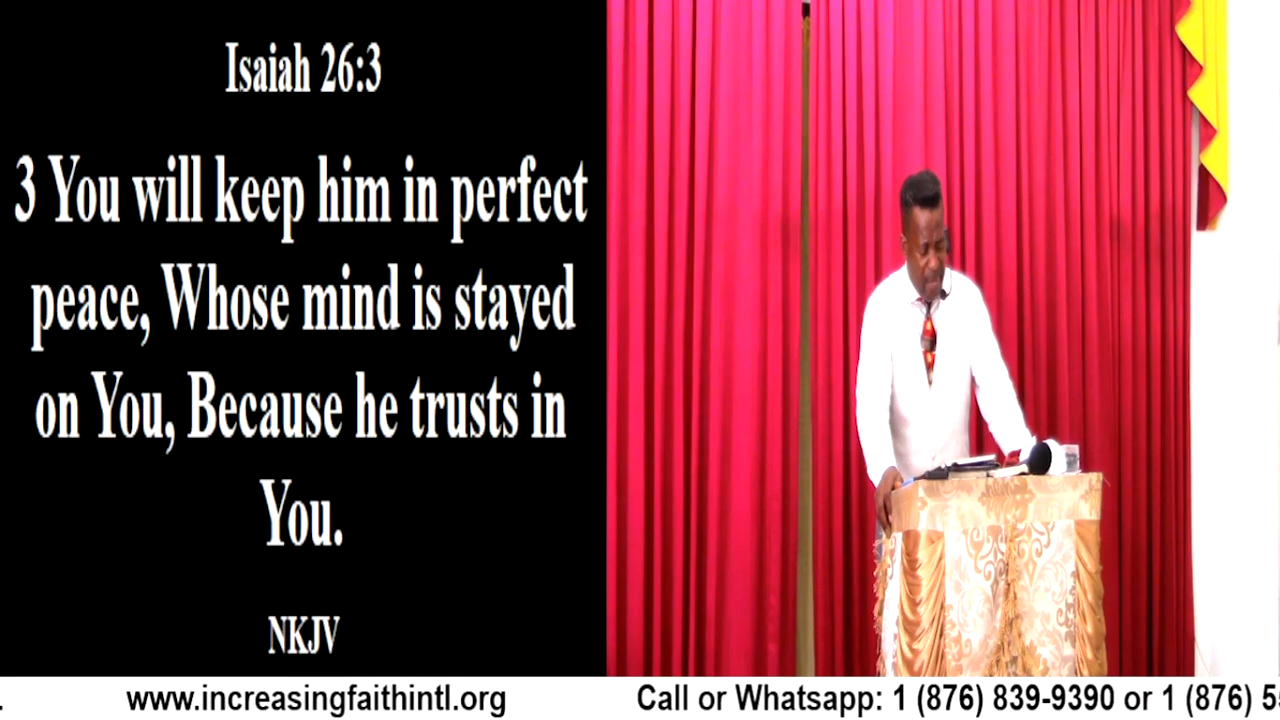 Isaiah 26:3
3 You will keep him in perfect
peace, Whose mind is stayed
on You, Because he trusts in
You.
NKJV
. www.increasingfaithintl.org Call or Whatsapp: 1 (876) 839-9390 or 1 (876)